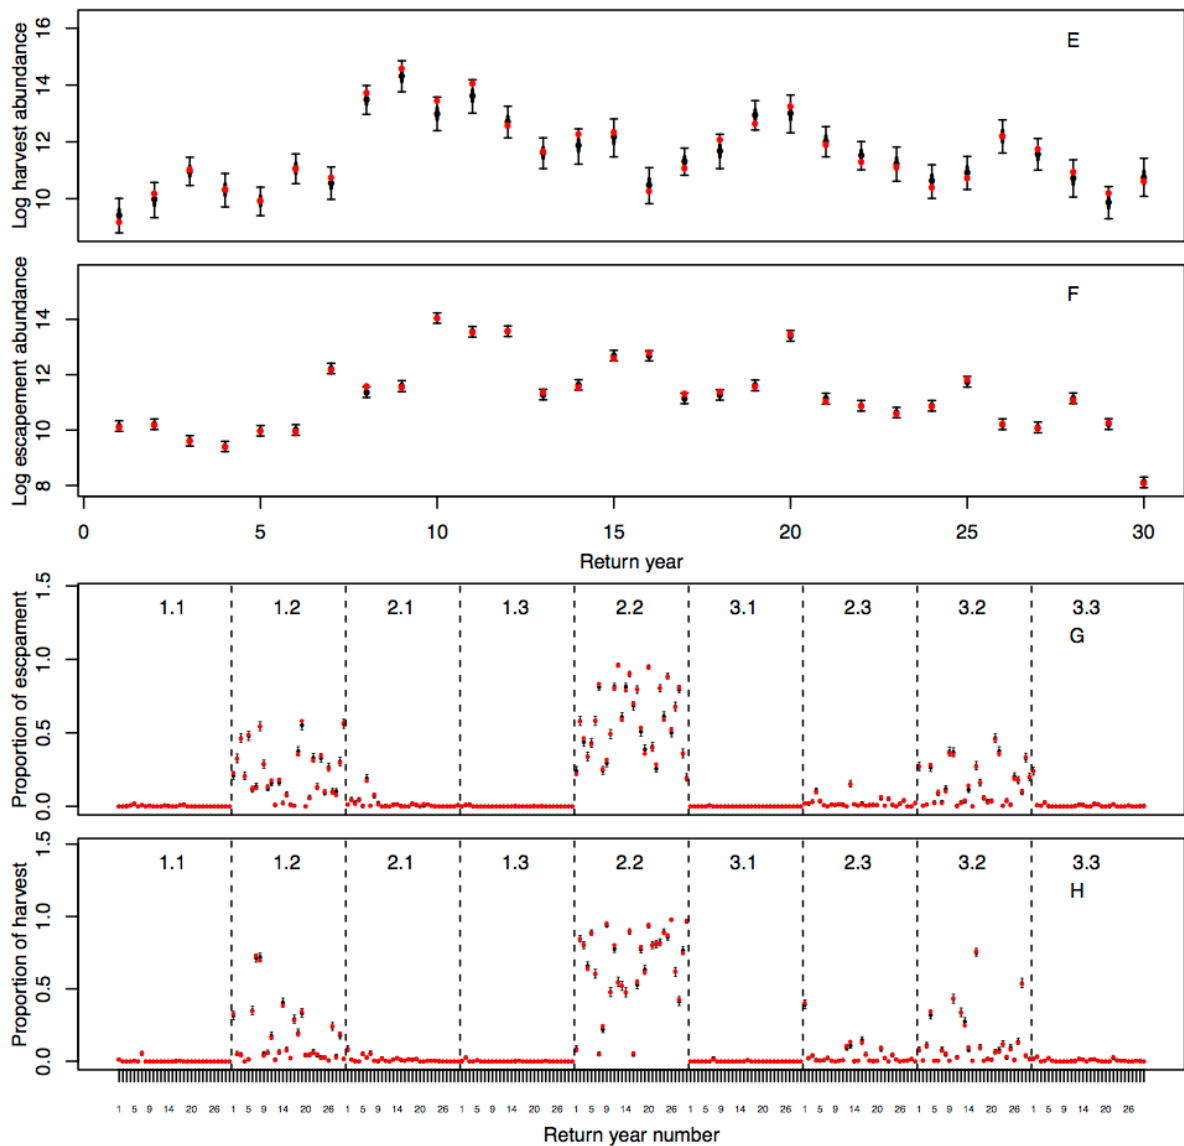 Log harvest abundance
16
14
12
10
E
Log escapement abundance
14
12
10
8
F
0 5 10 15 20 25 30
Return year
Proportion of escpament
1.5
1.0
0.5
0.0
1.1 1.2 2.1 1.3 2.2 3.1 2.3 3.2 3.3
G
Proportion of harvest
1.5
1.0
0.5
0.0
1.1 1.2 2.1 1.3 2.2 3.1 2.3 3.2 3.3
H
1 5 9 14 20 26 1 5 9 14 20 26 1 5 9 14 20 26 1 5 9 14 20 26 1 5 9 14 20 26 1 5 9 14 20 26 1 5 9 14 20 26 1 5 9 14 20 26 1 5 9 14 20 26
Return year number